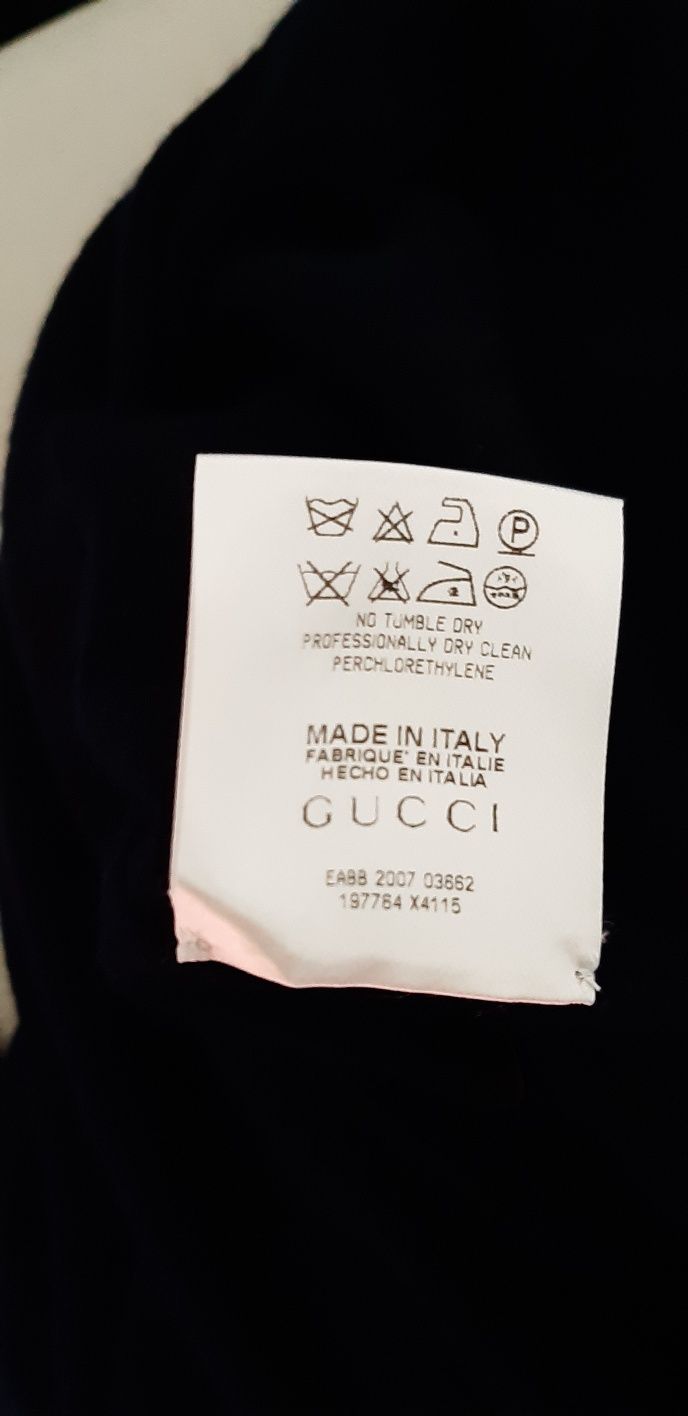 P
NO TUMBLE DRY
PROFESSIONALLY DRY CLEAN
PERCHLORETHYLENE
MADE IN ITALY
FABRIQUE' EN ITALIE
HECHO EN ITALIA
GUCCI
EABB 2007 03662
197764 X4115